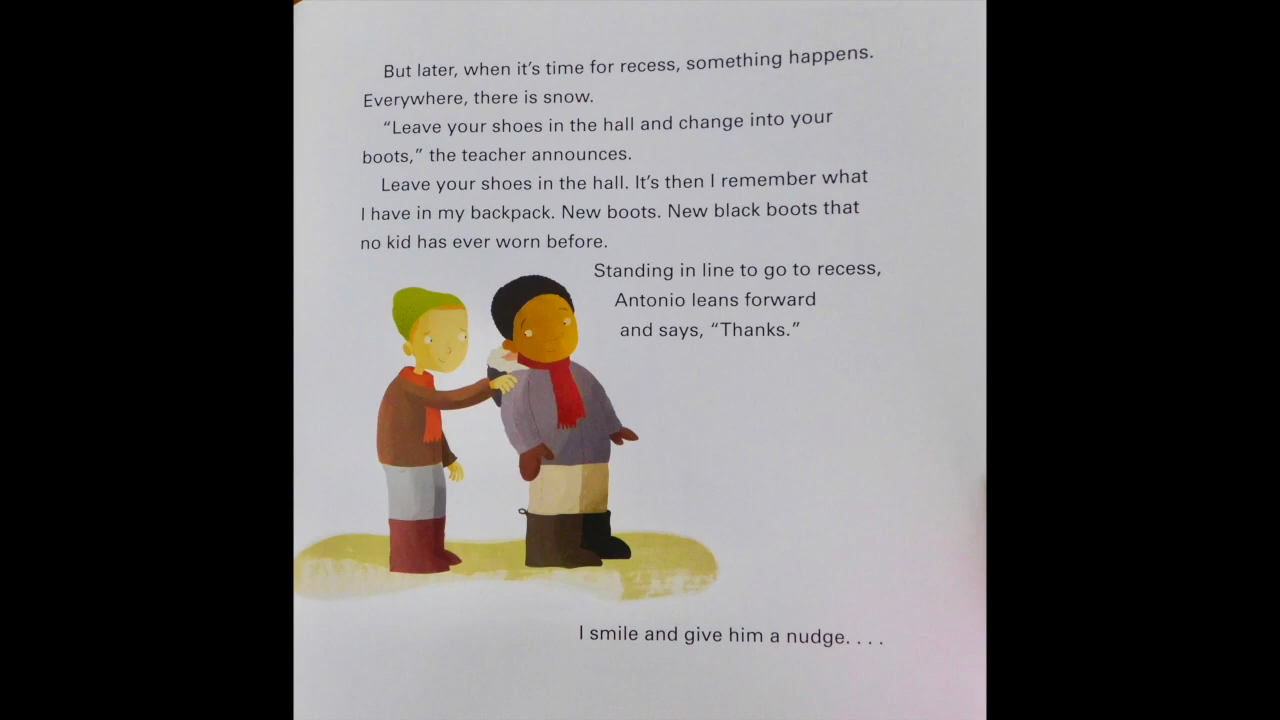 But later, when it's time for recess, something happens.
Everywhere, there is snow.
“Leave your shoes in the hall and change into your
boots,” the teacher announces.
Leave your shoes in the hall. It's then I remember what
I have in my backpack. New boots. New black boots that
no kid has ever worn before.
Standing in line to go to recess,
Antonio leans forward
and says, “Thanks.”
I smile and give him a nudge. . . .